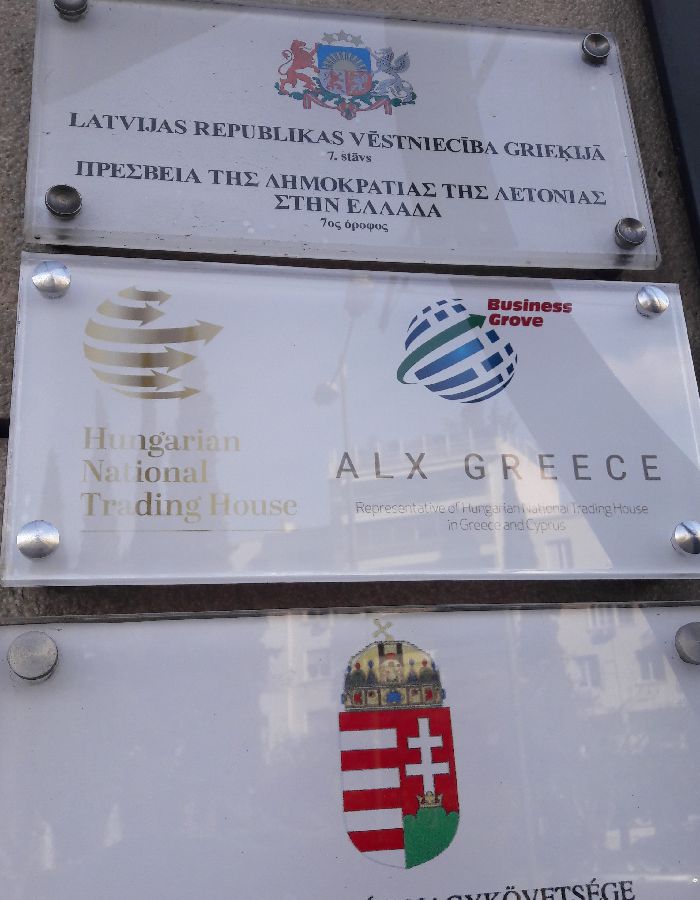 LATVIJAS REPUBLIKAS VĒSTNIECĪBA GRIEĶIJĀ
7. stāvs
ΠΡΕΣΒΕΙΑ ΤΗΣ ΔΗΜΟΚΡΑΤΙΑΣ ΤΗΣ ΛΕΤΟΝΙΑΣ
ΣΤΗΝ ΕΛΛΑΔΑ
7ος όροφος
Business
Grove
Hungarian
National
Trading House
ALX GREECE
Representative of Hungarian National Trading House
in Greece and Cyprus
NAGYKÖVETSÉGE